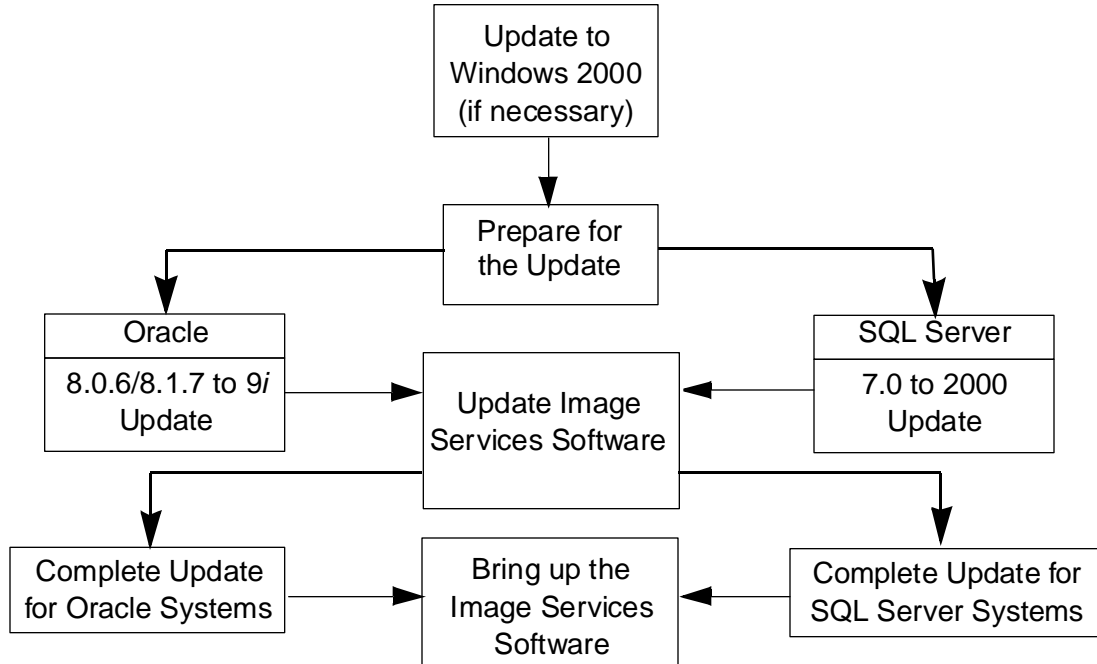 Update to
Windows 2000
(if necessary)
Prepare for
the Update
Oracle
8.0.6/8.1.7 to 9i
Update
SQL Server
7.0 to 2000
Update
Update Image
Services Software
Complete Update
for Oracle Systems
Bring up the
Image Services
Software
Complete Update for
SQL Server Systems